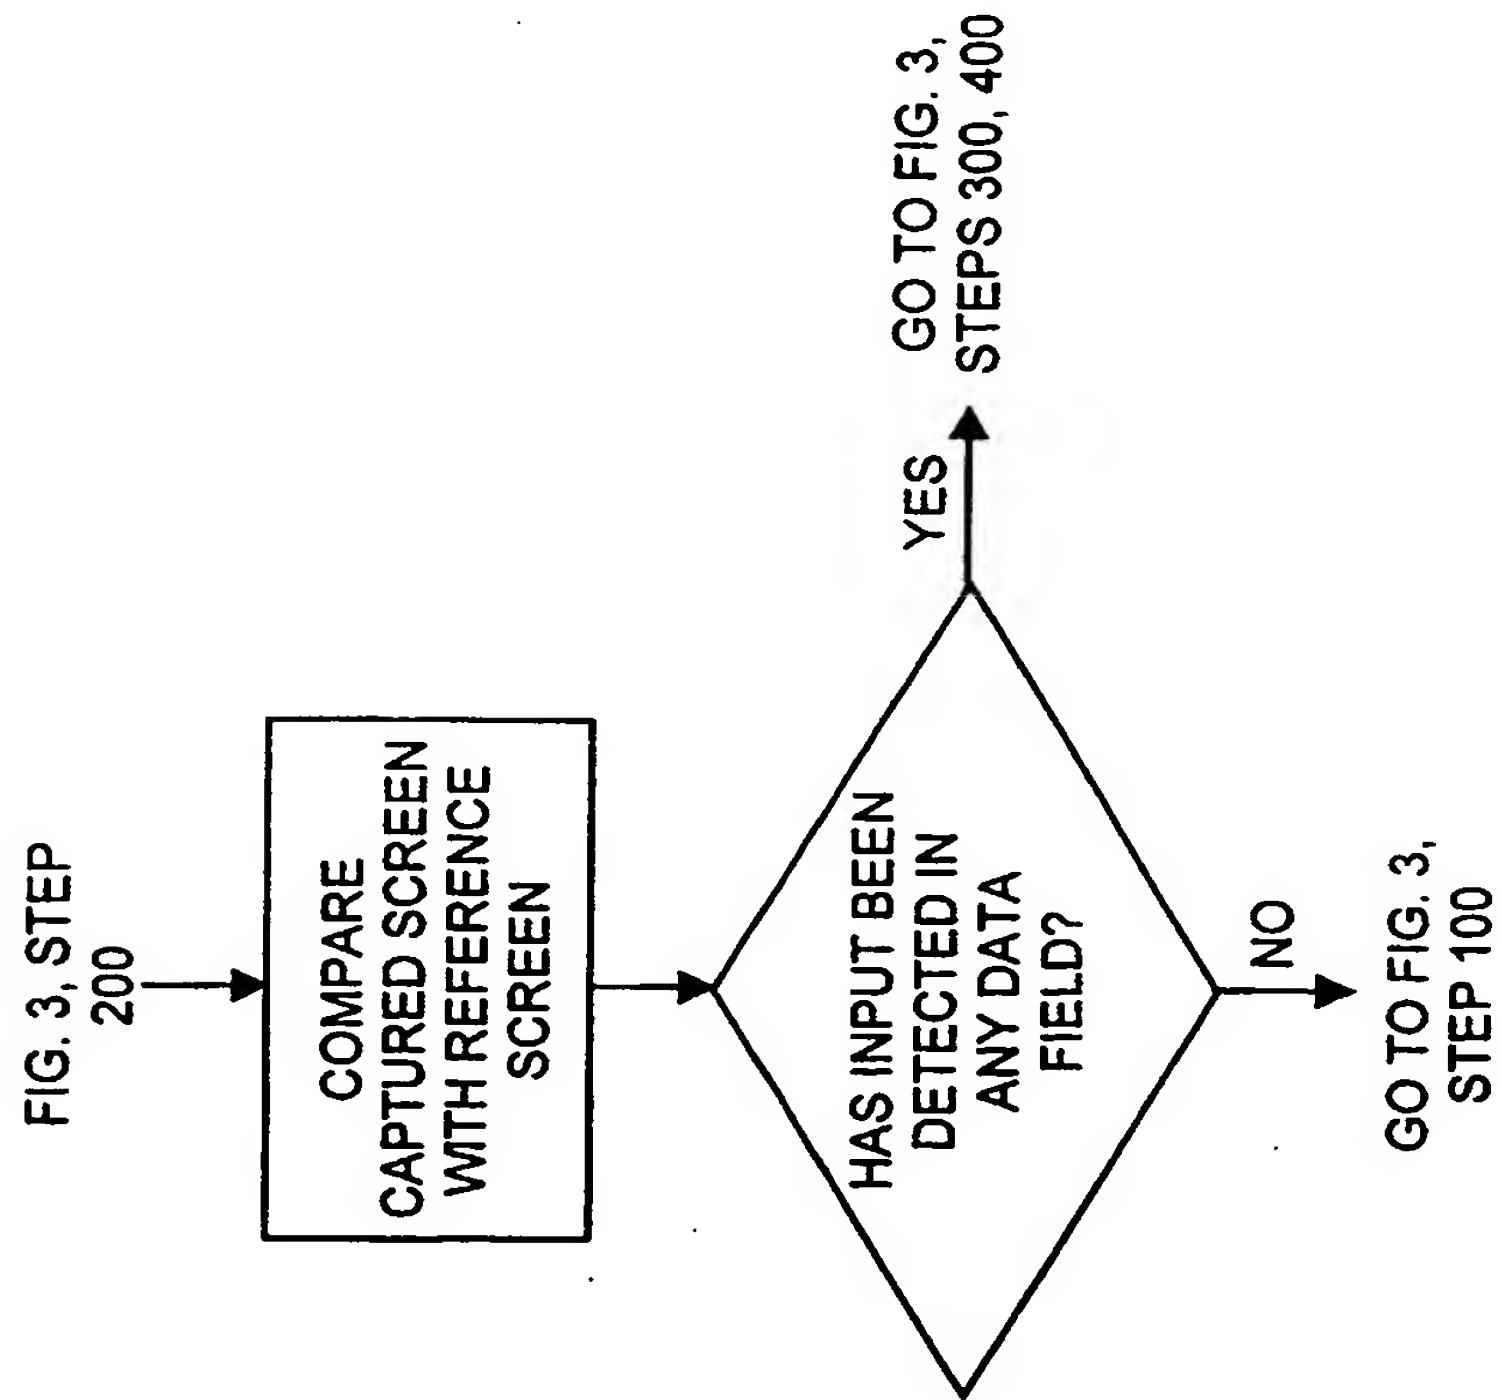 FIG. 3, STEP
200
COMPARE
CAPTURED SCREEN
WITH REFERENCE
SCREEN
HAS INPUT BEEN
DETECTED IN
ANY DATA
FIELD?
YES
GO TO FIG. 3,
STEPS 300, 400
NO
GO TO FIG. 3,
STEP 100